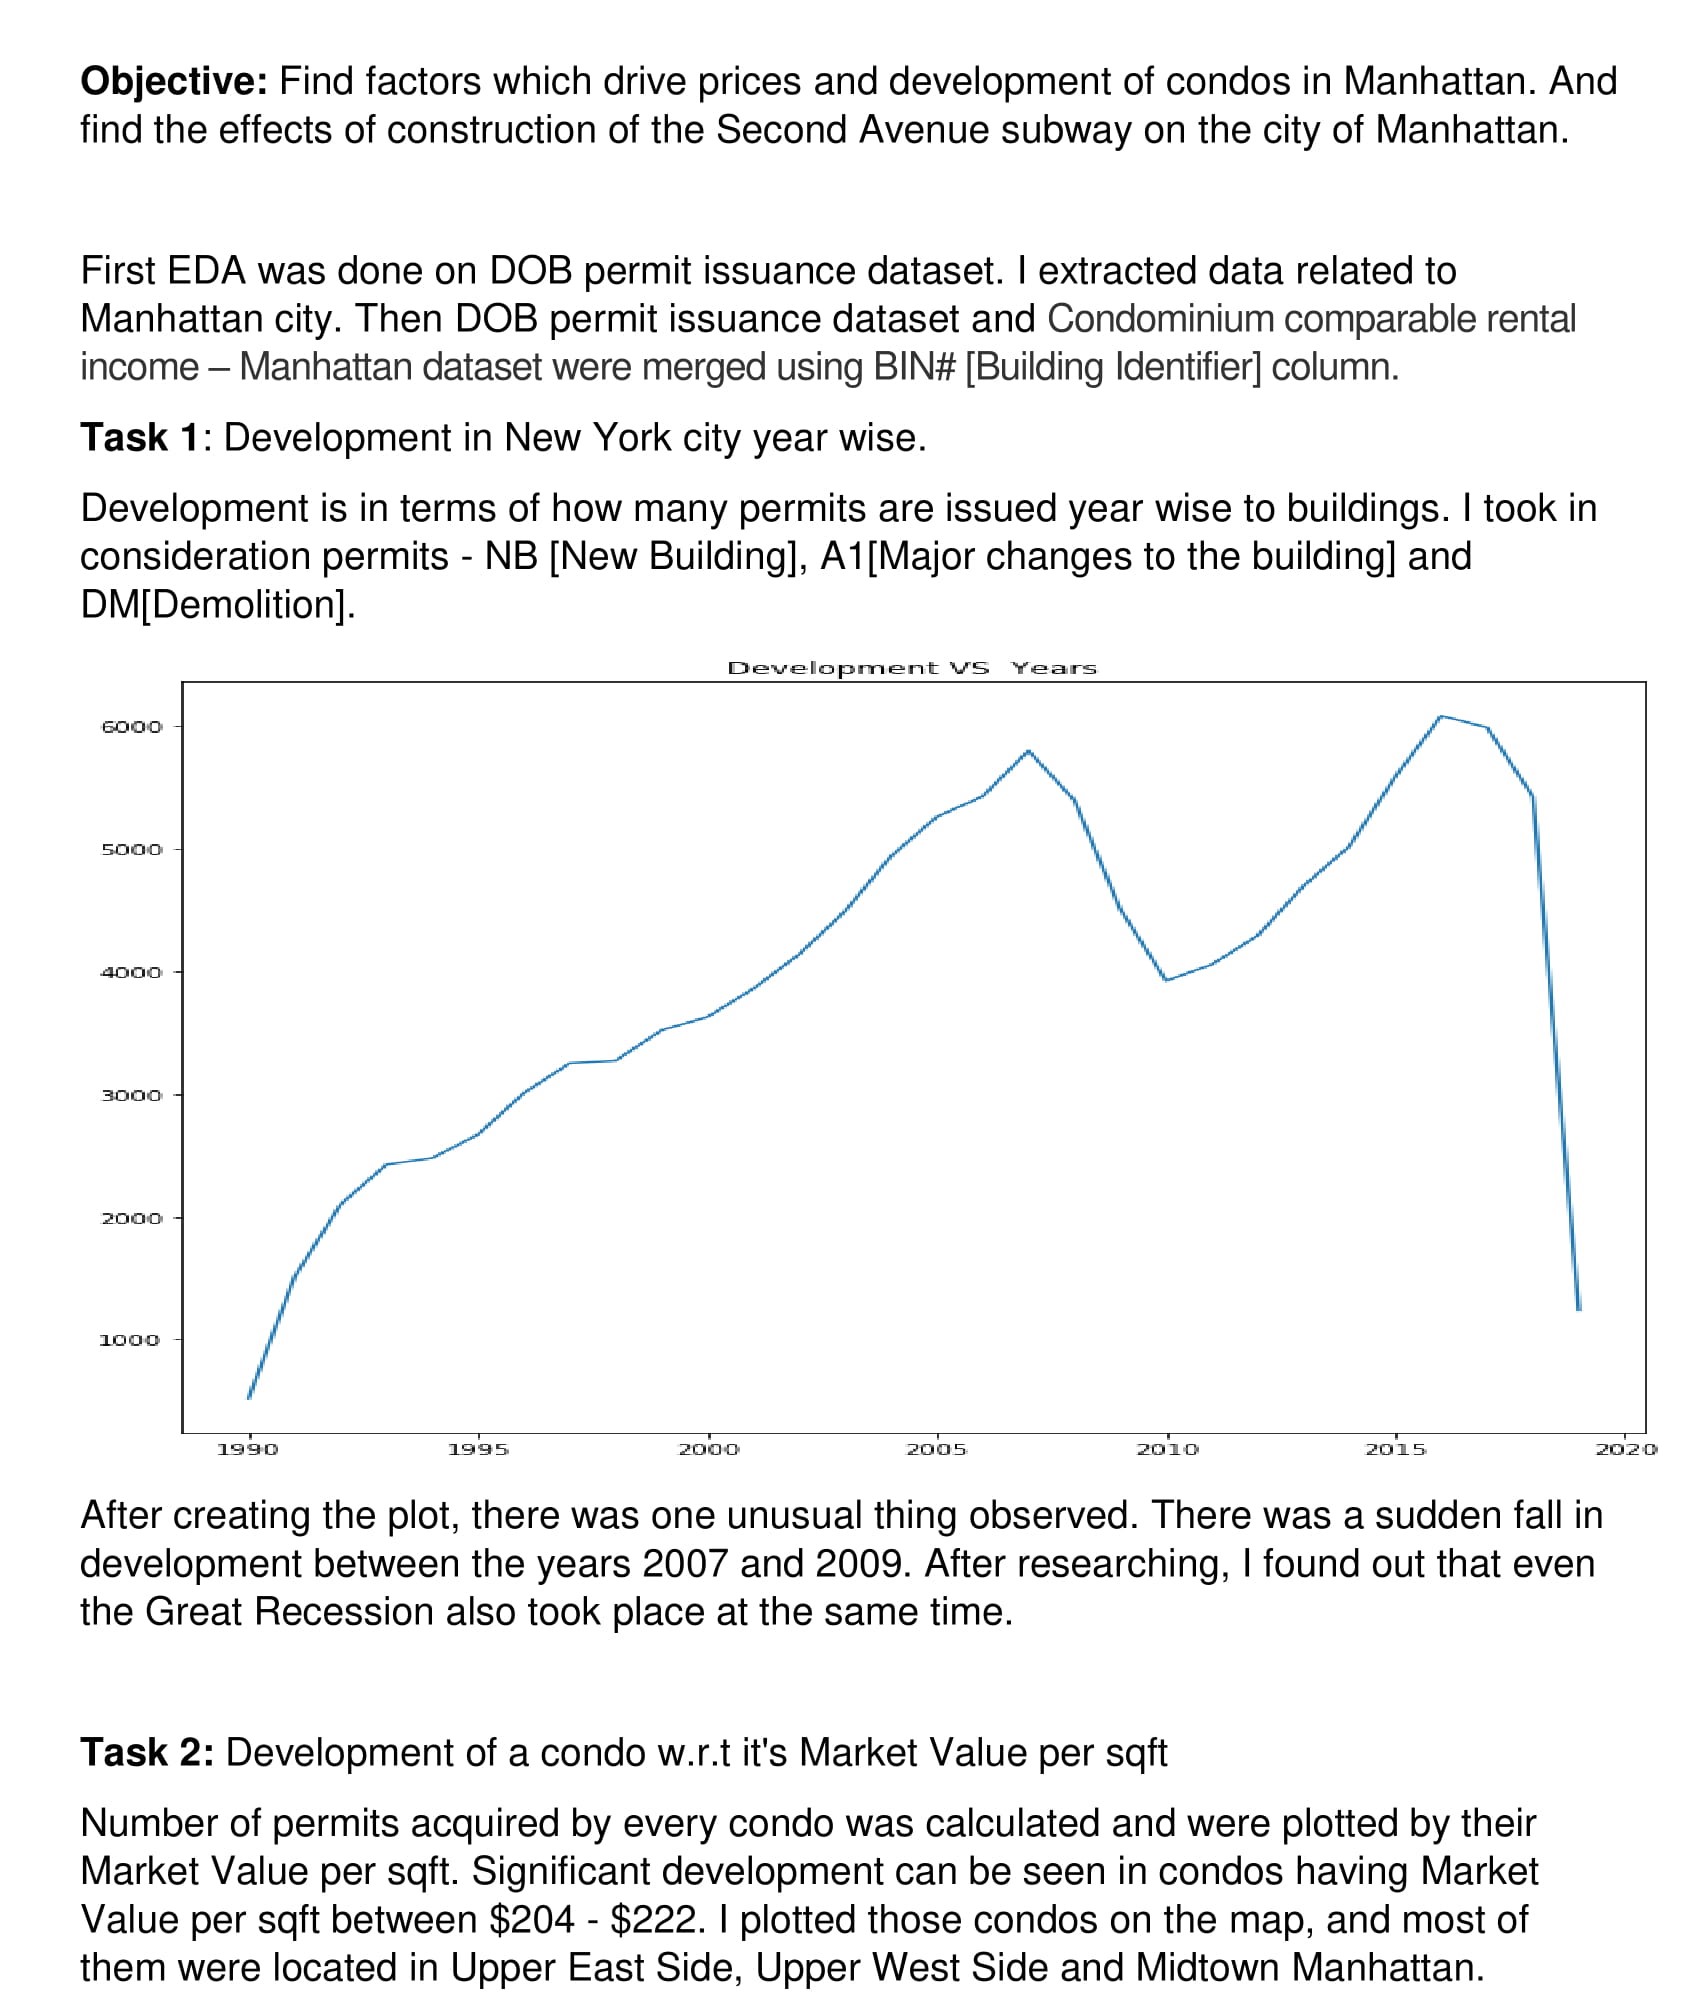 Objective: Find factors which drive prices and development of condos in Manhattan. And
find the effects of construction of the Second Avenue subway on the city of Manhattan.
First EDA was done on DOB permit issuance dataset. I extracted data related to
Manhattan city. Then DOB permit issuance dataset and Condominium comparable rental
income – Manhattan dataset were merged using BIN# [Building Identifier] column.
Task 1: Development in New York city year wise.
Development is in terms of how many permits are issued year wise to buildings. I took in
consideration permits - NB [New Building], A1[Major changes to the building] and
DM[Demolition].
Development VS Years
6000
5000
4000
3000
2000
1000
1990 1995 2000 2005 2010 2015 2020
After creating the plot, there was one unusual thing observed. There was a sudden fall in
development between the years 2007 and 2009. After researching, I found out that even
the Great Recession also took place at the same time.
Task 2: Development of a condo w.r.t it's Market Value per sqft
Number of permits acquired by every condo was calculated and were plotted by their
Market Value per sqft. Significant development can be seen in condos having Market
Value per sqft between $204 - $222. I plotted those condos on the map, and most of
them were located in Upper East Side, Upper West Side and Midtown Manhattan.